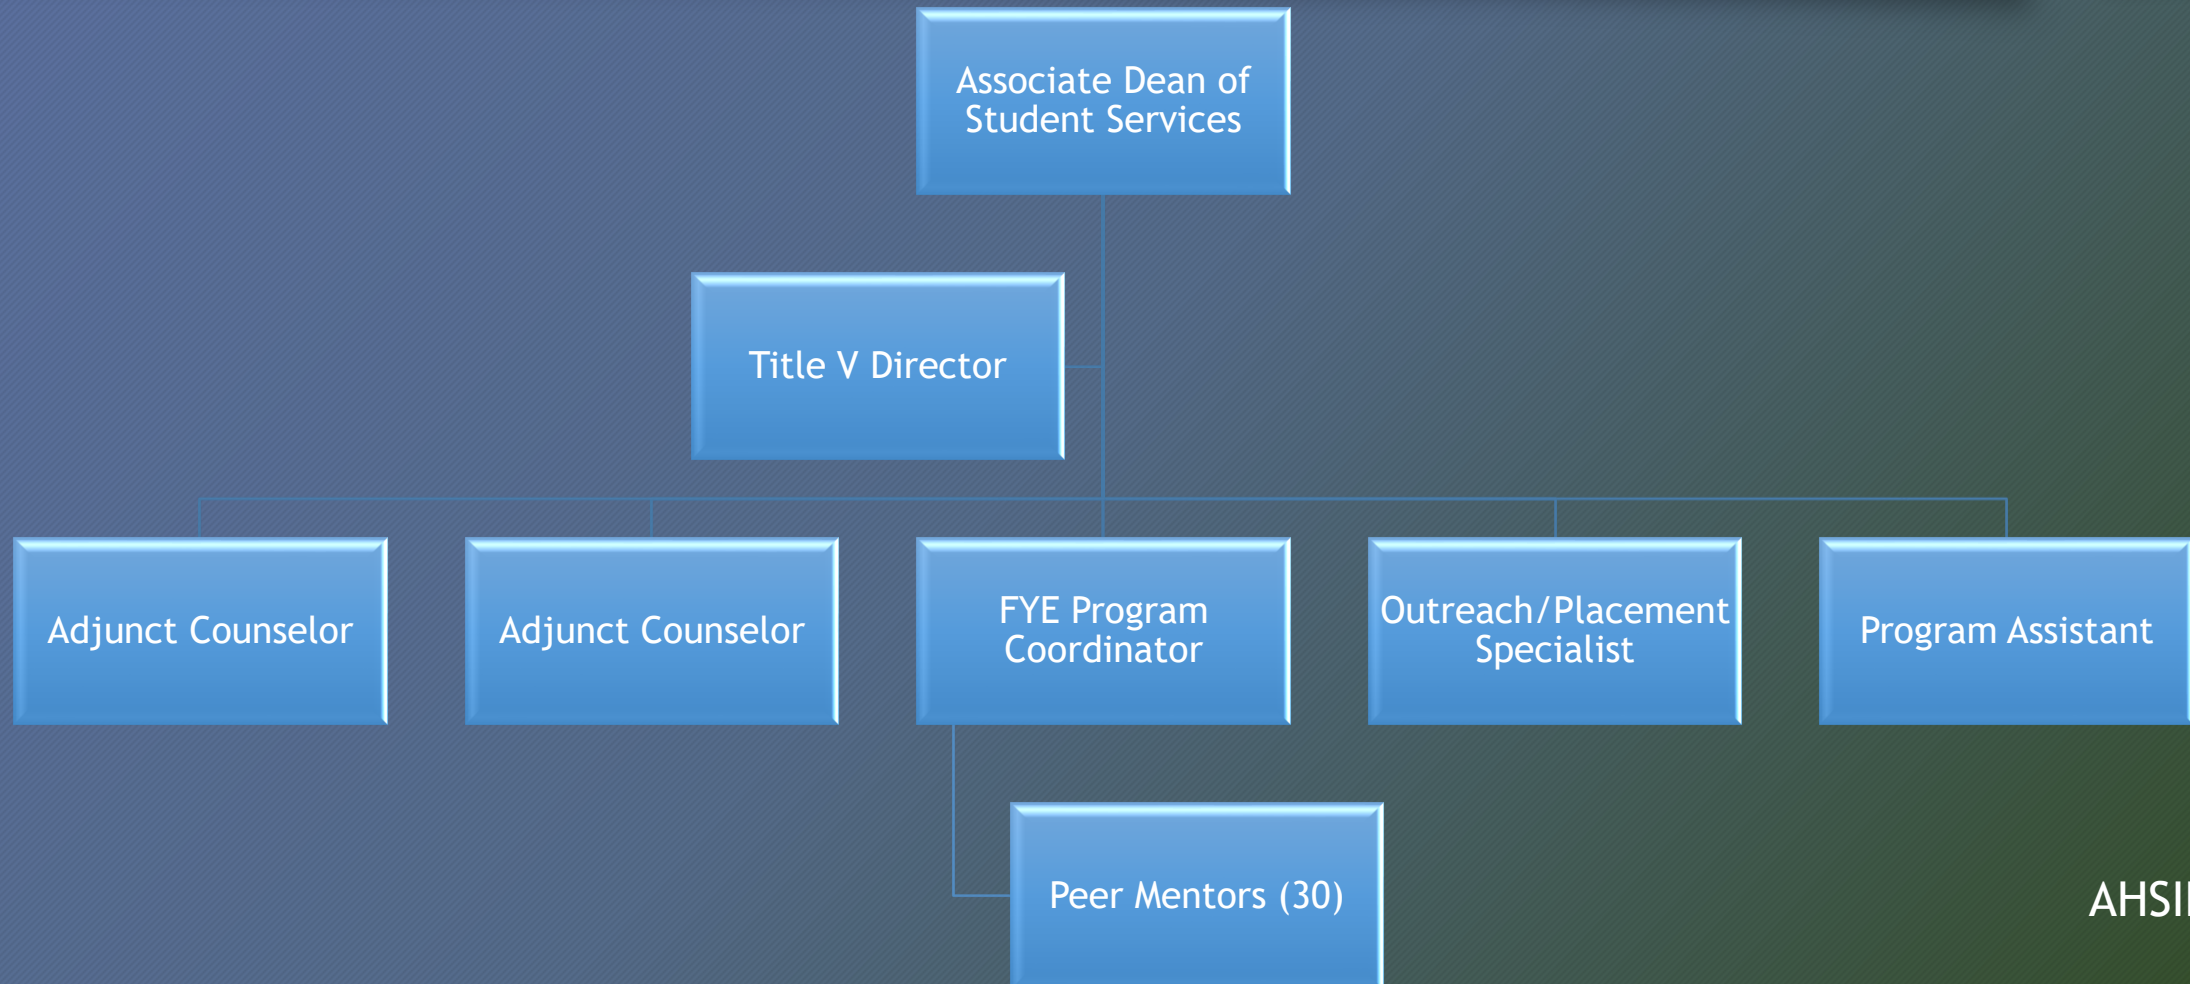 Associate Dean of
Student Services
Title V Director
Adjunct Counselor
Adjunct Counselor
FYE Program
Coordinator
Outreach/Placement
Specialist
Program Assistant
Peer Mentors (30)